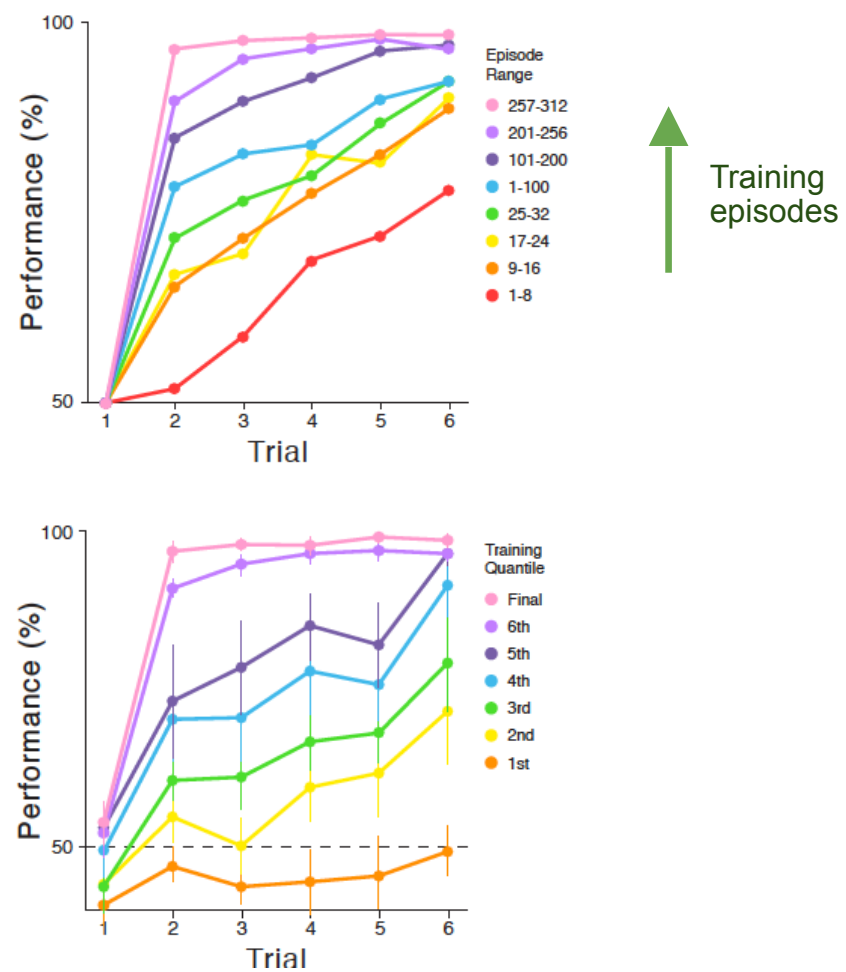 100
Performance (%)
50
1 2 3 4 5 6
Trial
Episode
Range
257-312
201-256
101-200
1-100
25-32
17-24
9-16
1-8
Training
episodes
100
Performance (%)
50
1 2 3 4 5 6
Trial
Training
Quantile
Final
6th
5th
4th
3rd
2nd
1st